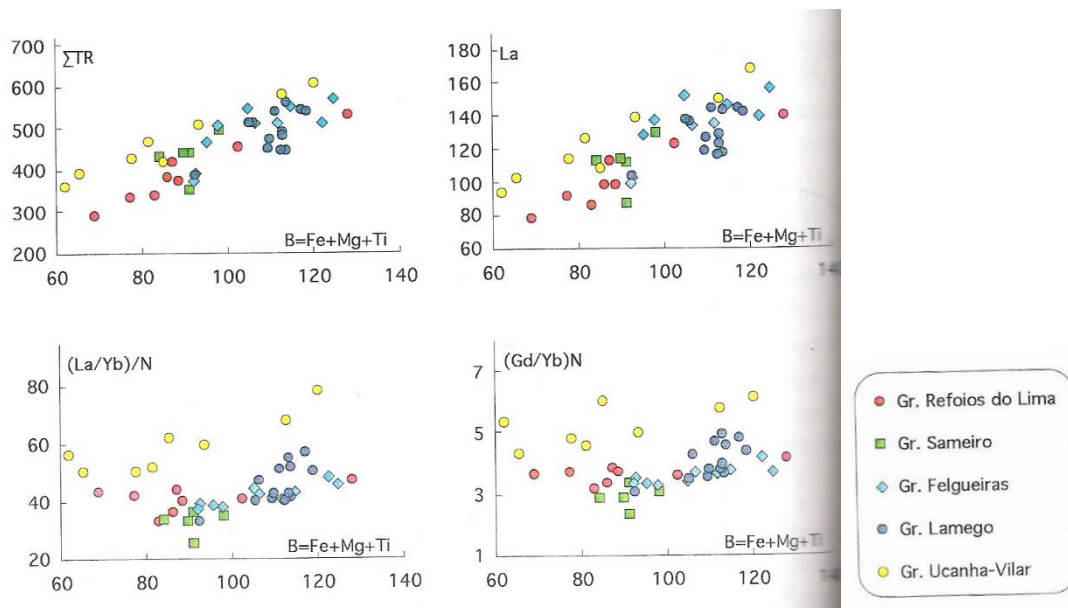 ∑TR
700
600
500
400
300
200
B=Fe+Mg+Ti
60 80 100 120 140
La
180
160
140
120
100
80
60
B=Fe+Mg+Ti
60 80 100 120
(La/Yb)/N
80
60
40
20
B=Fe+Mg+Ti
60 80 100 120 140
(Gd/Yb)N
7
5
3
1
B=Fe+Mg+Ti
60 80 100 120
Gr. Refoios do Lima
Gr. Sameiro
Gr. Felgueiras
Gr. Lamego
Gr. Ucanha-Vilar